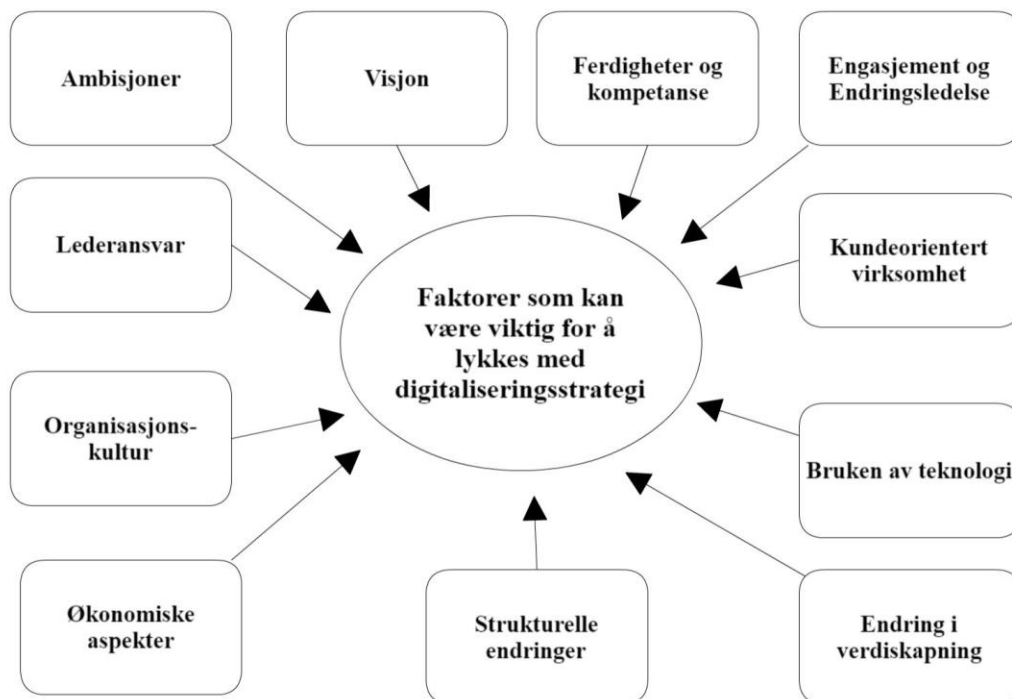 Ambisjoner
Visjon
Ferdigheter og
kompetanse
Engasjement og
Endringsledelse
Lederansvar
Kundeorientert
virksomhet
Faktorer som kan
være viktig for å
lykkes med
digitaliseringsstrategi
Organisasjons-
kultur
Bruken av teknologi
Økonomiske
aspekter
Strukturelle
endringer
Endring i
verdiskapning